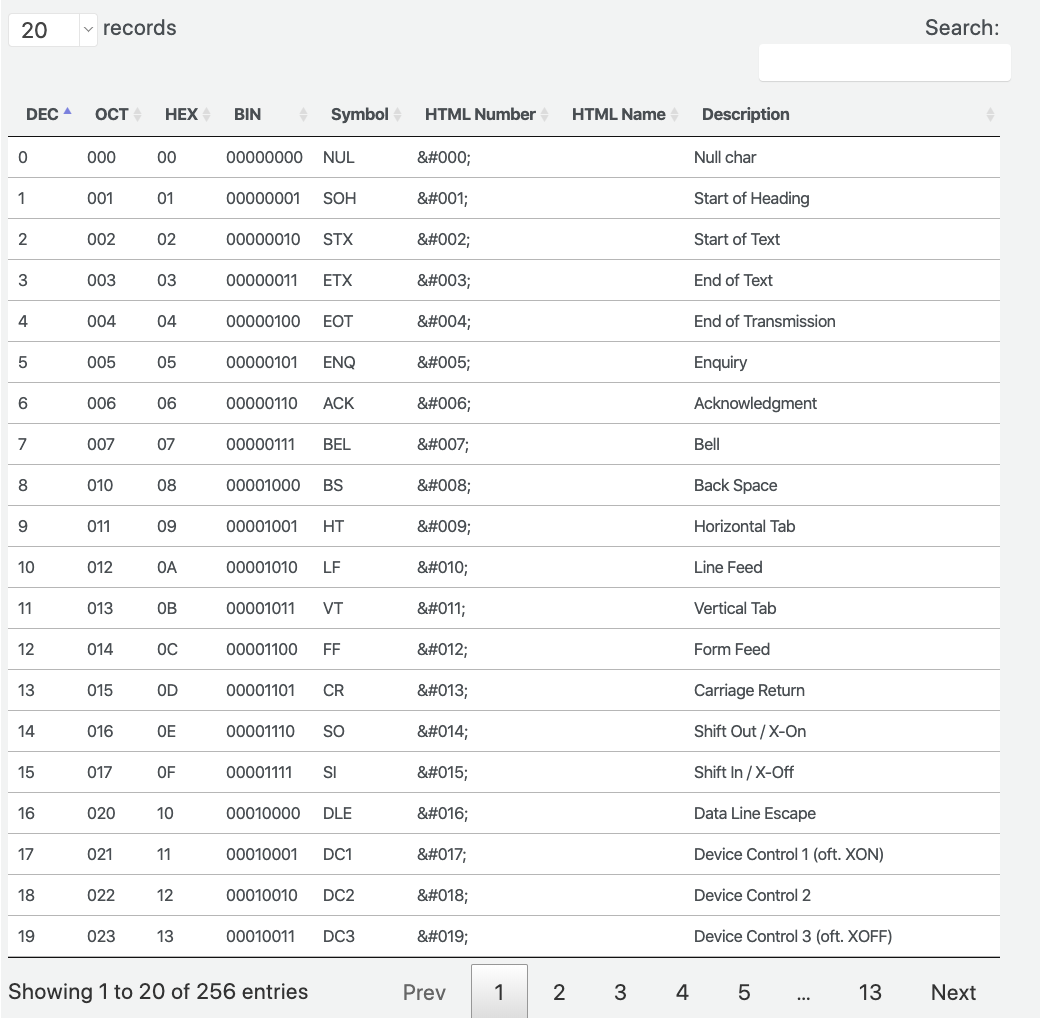 20 records Search:
DEC OCT HEX BIN Symbol HTML Number HTML Name Description
0 000 00 00000000 NUL &#000; Null char
1 001 01 00000001 SOH &#001; Start of Heading
2 002 02 00000010 STX &#002; Start of Text
3 003 03 00000011 ETX &#003; End of Text
4 004 04 00000100 EOT &#004; End of Transmission
5 005 05 00000101 ENQ &#005; Enquiry
6 006 06 00000110 ACK &#006; Acknowledgment
7 007 07 00000111 BEL &#007; Bell
8 010 08 00001000 BS &#008; Back Space
9 011 09 00001001 HT &#009; Horizontal Tab
10 012 0A 00001010 LF &#010; Line Feed
11 013 0B 00001011 VT &#011; Vertical Tab
12 014 0C 00001100 FF &#012; Form Feed
13 015 0D 00001101 CR &#013; Carriage Return
14 016 0E 00001110 SO &#014; Shift Out / X-On
15 017 0F 00001111 SI &#015; Shift In / X-Off
16 020 10 00010000 DLE &#016; Data Line Escape
17 021 11 00010001 DC1 &#017; Device Control 1 (oft. XON)
18 022 12 00010010 DC2 &#018; Device Control 2
19 023 13 00010011 DC3 &#019; Device Control 3 (oft. XOFF)
Showing 1 to 20 of 256 entries Prev 1 2 3 4 5 ... 13 Next